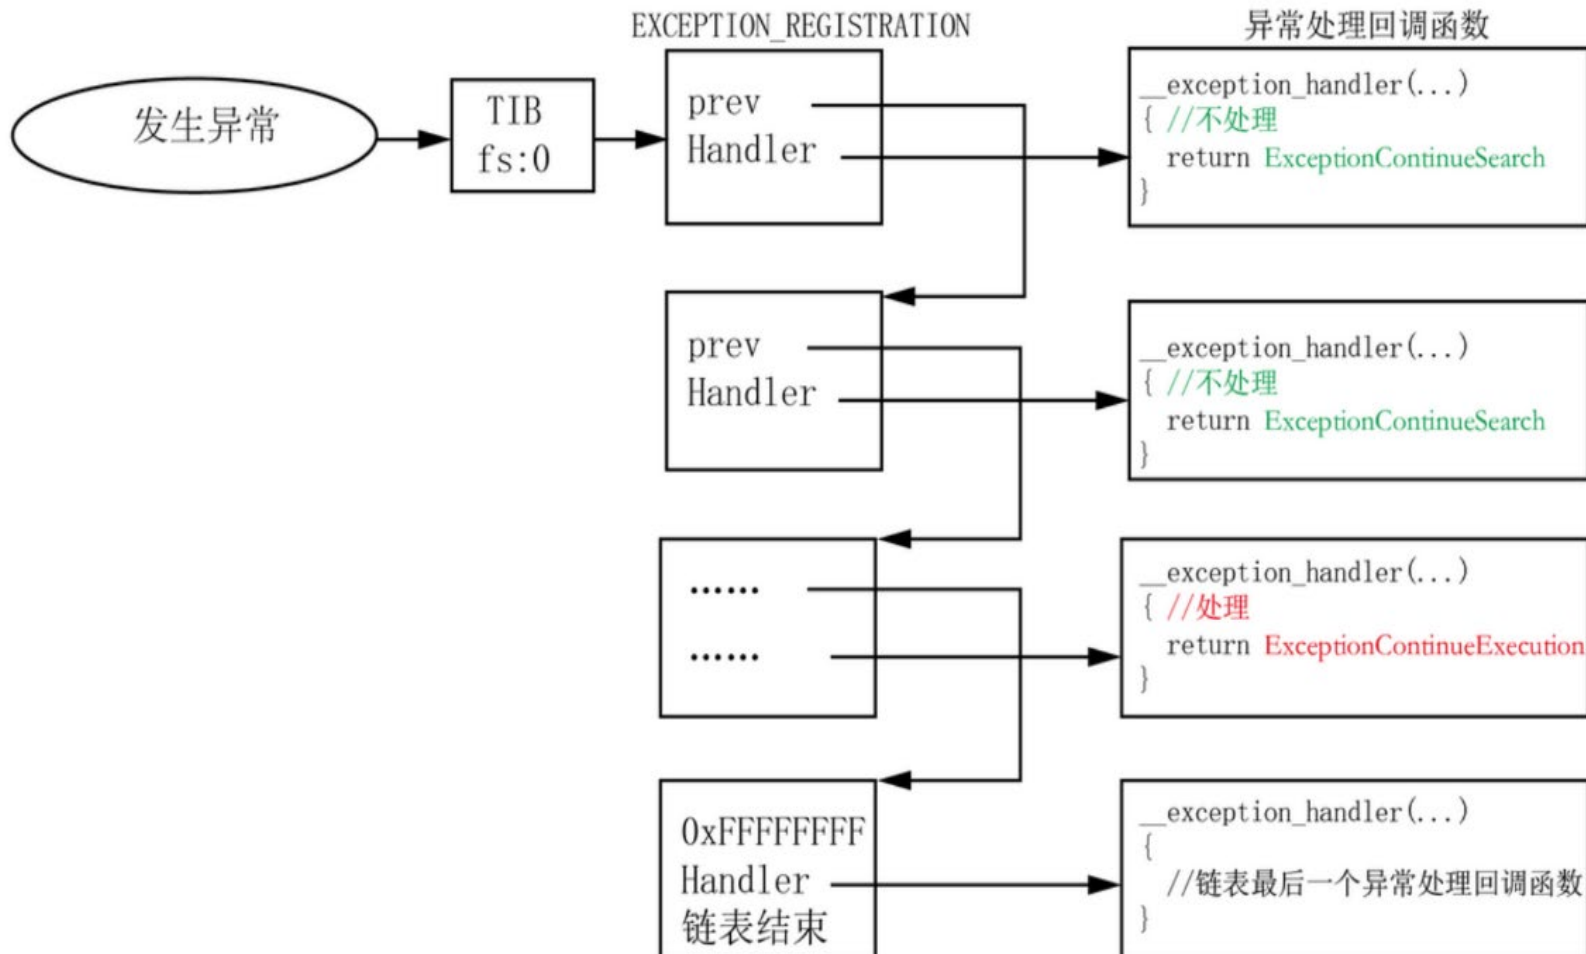 EXCEPTION_REGISTRATION
异常处理回调函数
发生异常
TIB
fs:0
prev
Handler
__exception_handler(...)
{ //不处理
return ExceptionContinueSearch
}
prev
Handler
__exception_handler(...)
{ //不处理
return ExceptionContinueSearch
}
......
......
__exception_handler(...)
{ //处理
return ExceptionContinueExecution
}
0xFFFFFFFF
Handler
链表结束
__exception_handler(...)
{
//链表最后一个异常处理回调函数
}